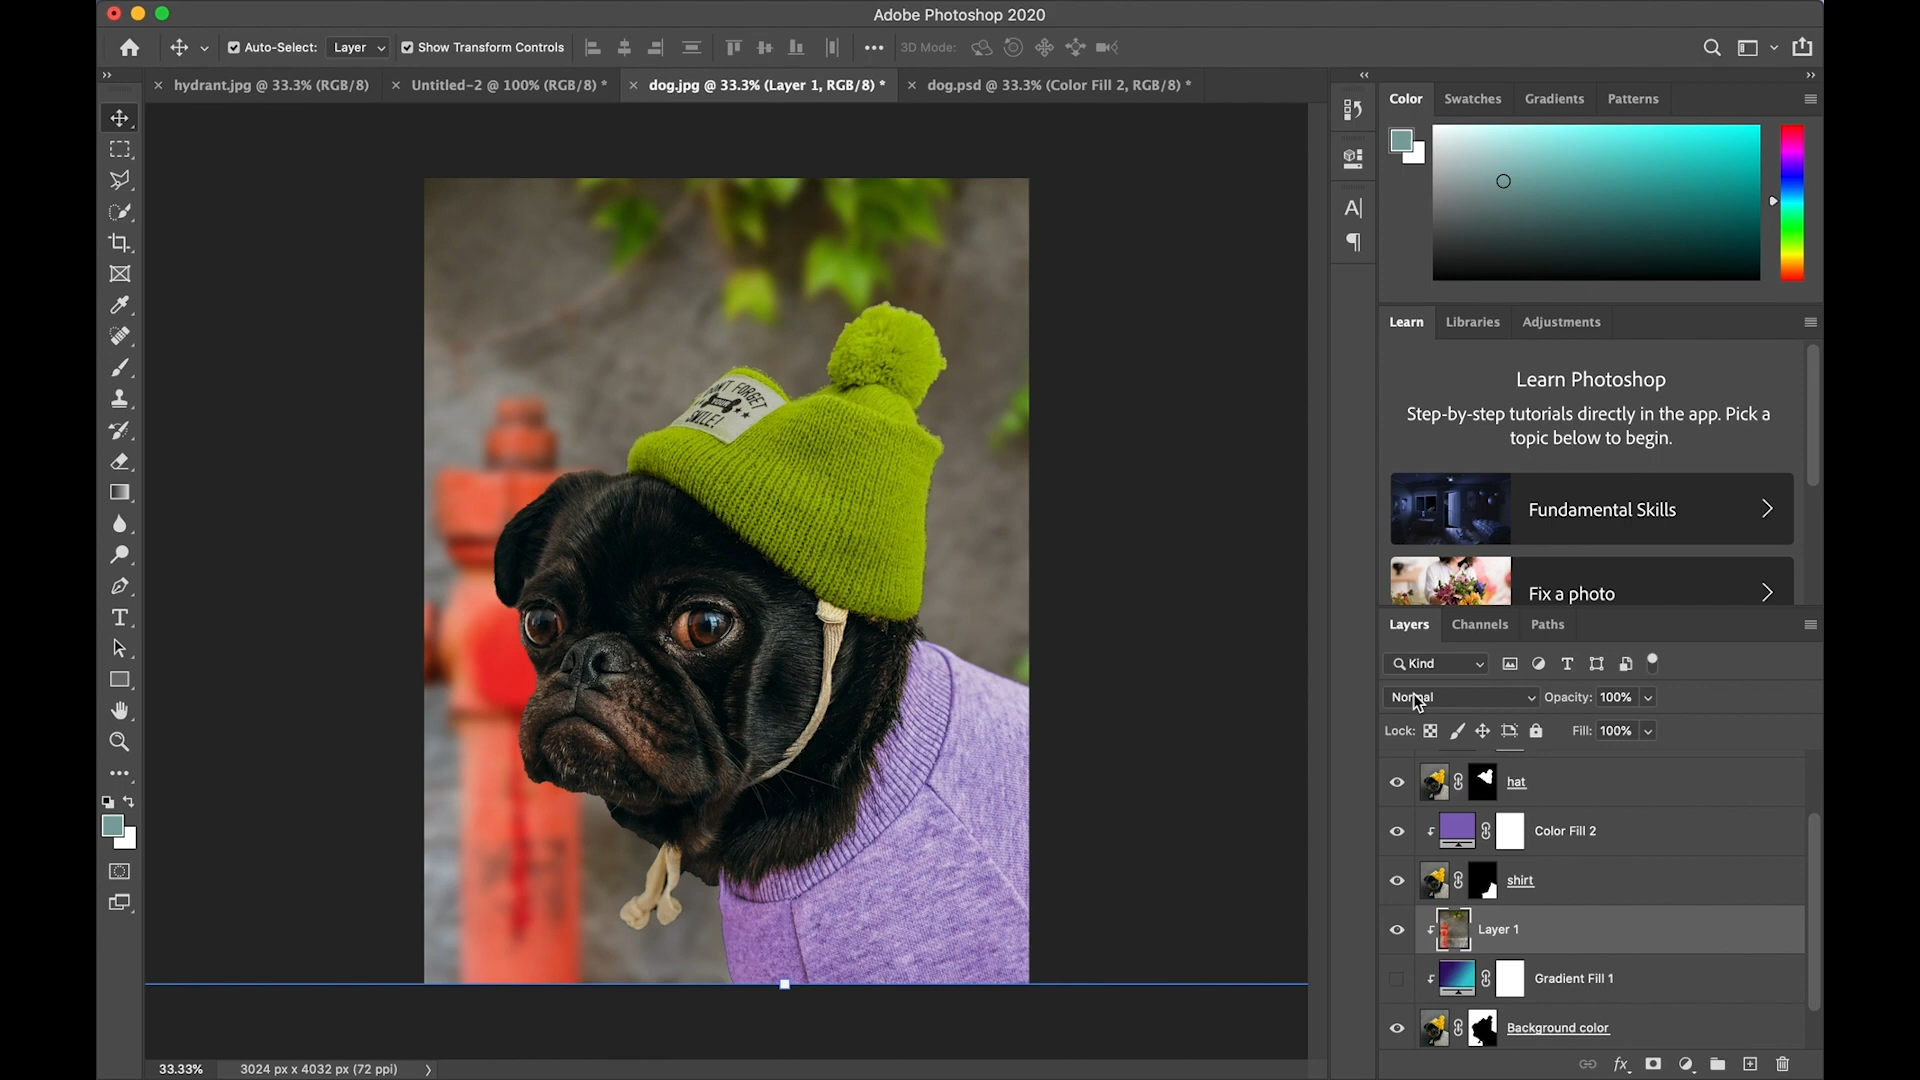 Adobe Photoshop 2020
Auto-Select: Layer Show Transform Controls 3D Mode:
hydrant.jpg @ 33.3% (RGB/8) Untitled-2 @ 100% (RGB/8) * dog.jpg @ 33.3% (Layer 1, RGB/8) * dog.psd @ 33.3% (Color Fill 2, RGB/8) *
Color Swatches Gradients Patterns
Learn Libraries Adjustments
Learn Photoshop
Step-by-step tutorials directly in the app. Pick a
topic below to begin.
Fundamental Skills
Fix a photo
DON'T FORGET
YOUR
SMILE!
Layers Channels Paths
Kind
Normal Opacity: 100%
Lock: Fill: 100%
hat
Color Fill 2
shirt
Layer 1
Gradient Fill 1
Background color
33.33% 3024 px x 4032 px (72 ppi)